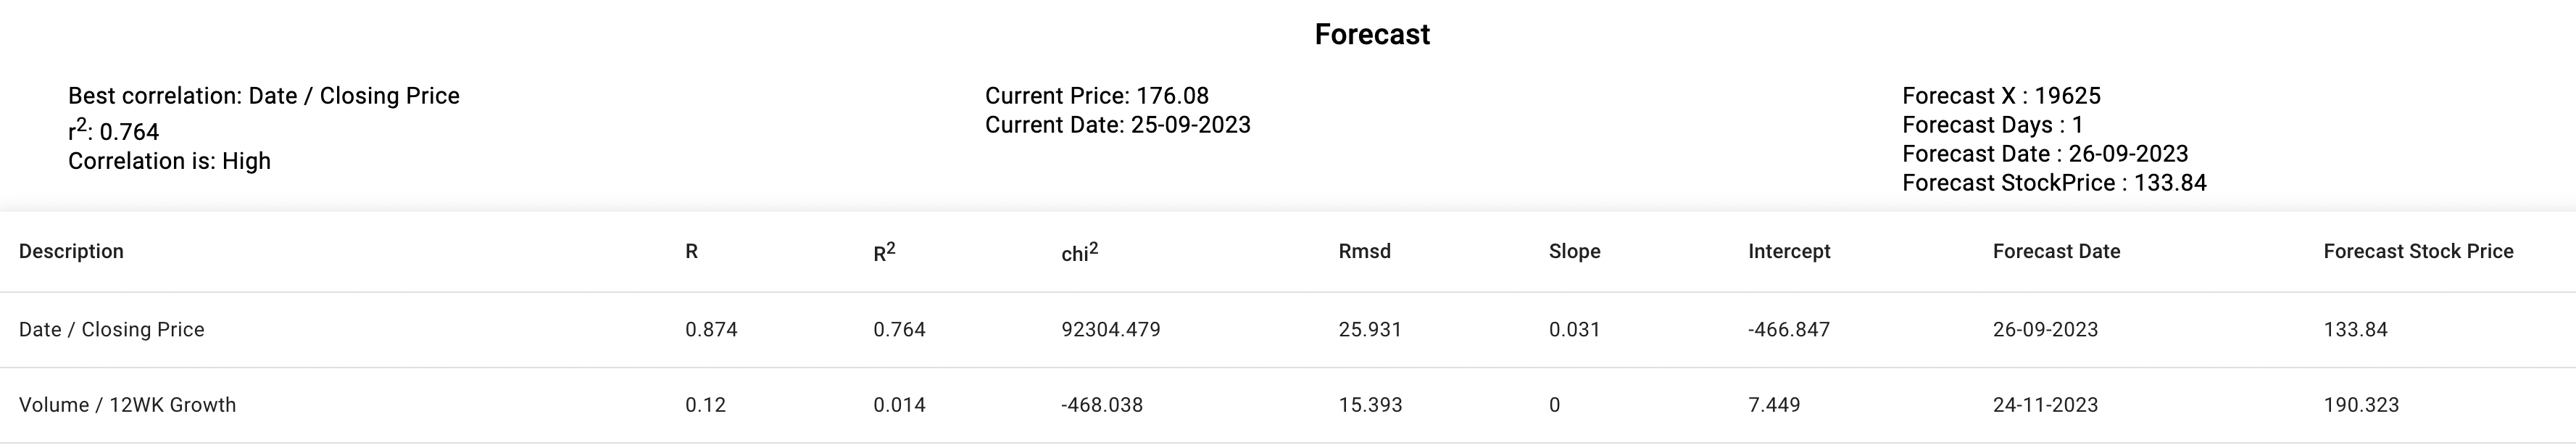 Forecast
Best correlation: Date / Closing Price
r²: 0.764
Correlation is: High
Current Price: 176.08
Current Date: 25-09-2023
Forecast X : 19625
Forecast Days : 1
Forecast Date : 26-09-2023
Forecast StockPrice : 133.84
Description R R² chi² Rmsd Slope Intercept Forecast Date Forecast Stock Price
Date / Closing Price 0.874 0.764 92304.479 25.931 0.031 -466.847 26-09-2023 133.84
Volume / 12WK Growth 0.12 0.014 -468.038 15.393 0 7.449 24-11-2023 190.323